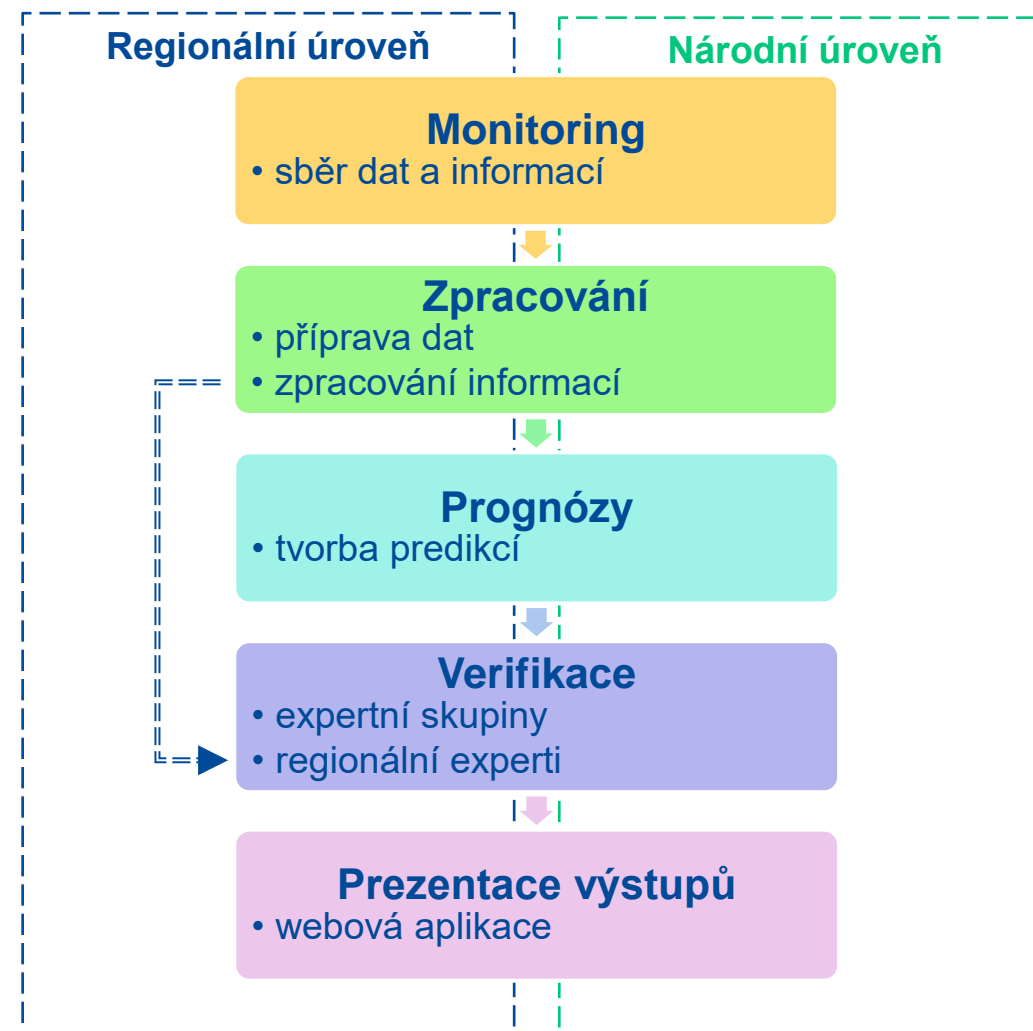 Regionální úroveň
Národní úroveň
Monitoring
• sběr dat a informací
Zpracování
• příprava dat
• zpracování informací
Prognózy
• tvorba predikcí
Verifikace
• expertní skupiny
• regionální experti
Prezentace výstupů
• webová aplikace